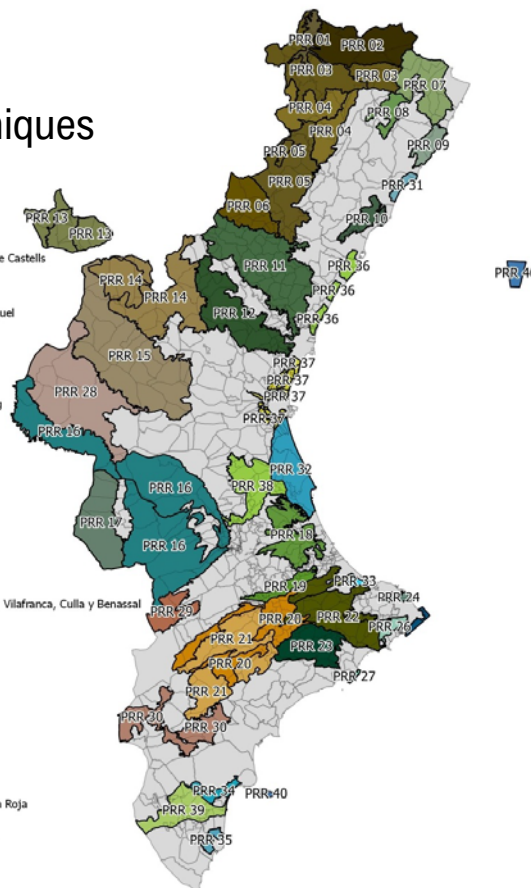 PRR 01
PRR 02
niques
PRR 03
PRR 03
PRR 07
PRR 04
PRR 08
PRR 04
PRR 09
PRR 05
PRR 05
PRR 31
PRR 06
PRR 13
PRR 10
PRR 13
e Castells
PRR 11
PRR 36
PRR 14
PRR 36
PRR 14
PRR 12
uel
PRR 36
PRR 15
PRR 37
PRR 37
PRR 28
PRR 37
PRR 16
PRR 37
PRR 32
PRR 16
PRR 38
PRR 17
PRR 18
PRR 16
PRR 33
PRR 19
PRR 24
Vilafranca, Culla y Benassal
PRR 29
PRR 20
PRR 22
PRR 26
PRR 21
PRR 23
PRR 20
PRR 27
PRR 21
PRR 30
PRR 30
PRR 34
PRR 40
Roja
PRR 39
PRR 35